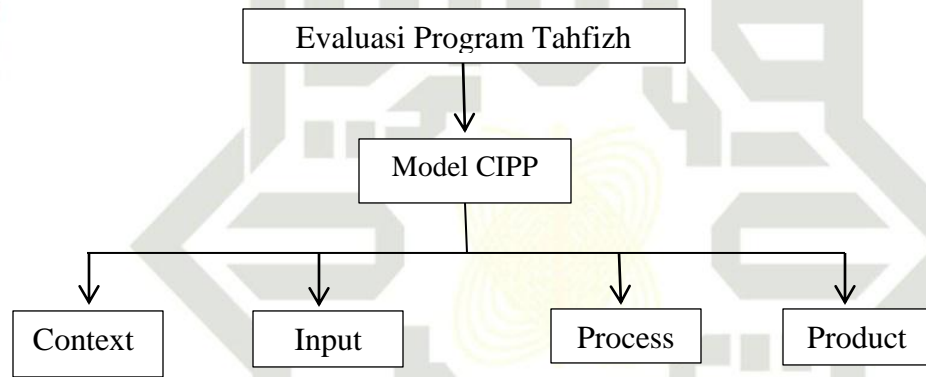 Evaluasi Program Tahfizh
Model CIPP
Context
Input
Process
Product